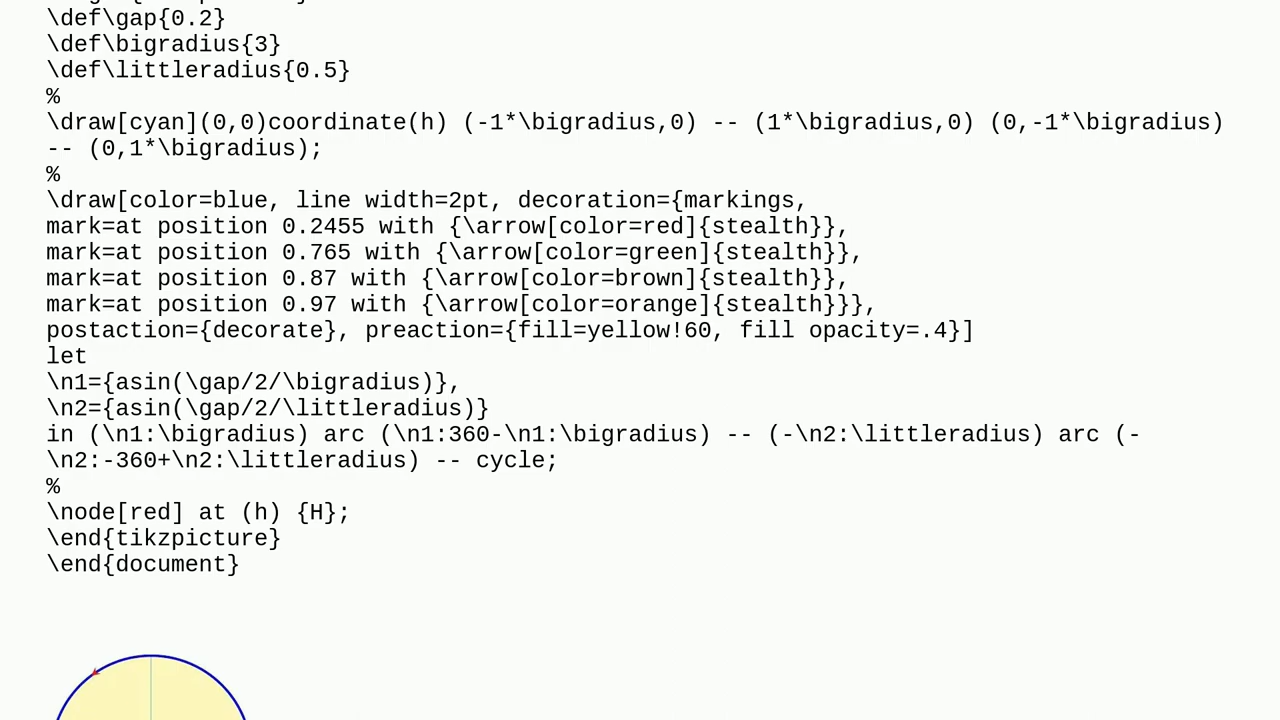 \def\gap{0.2}
\def\bigradius{3}
\def\littleradius{0.5}
%
\draw[cyan](0,0)coordinate(h) (-1*\bigradius,0) -- (1*\bigradius,0) (0,-1*\bigradius)
-- (0,1*\bigradius);
%
\draw[color=blue, line width=2pt, decoration={markings,
mark=at position 0.2455 with {\arrow[color=red]{stealth}},
mark=at position 0.765 with {\arrow[color=green]{stealth}},
mark=at position 0.87 with {\arrow[color=brown]{stealth}},
mark=at position 0.97 with {\arrow[color=orange]{stealth}}},
postaction={decorate}, preaction={fill=yellow!60, fill opacity=.4}]
let
\n1={asin(\gap/2/\bigradius)},
\n2={asin(\gap/2/\littleradius)}
in (\n1:\bigradius) arc (\n1:360-\n1:\bigradius) -- (-\n2:\littleradius) arc (-
\n2:-360+\n2:\littleradius) -- cycle;
%
\node[red] at (h) {H};
\end{tikzpicture}
\end{document}